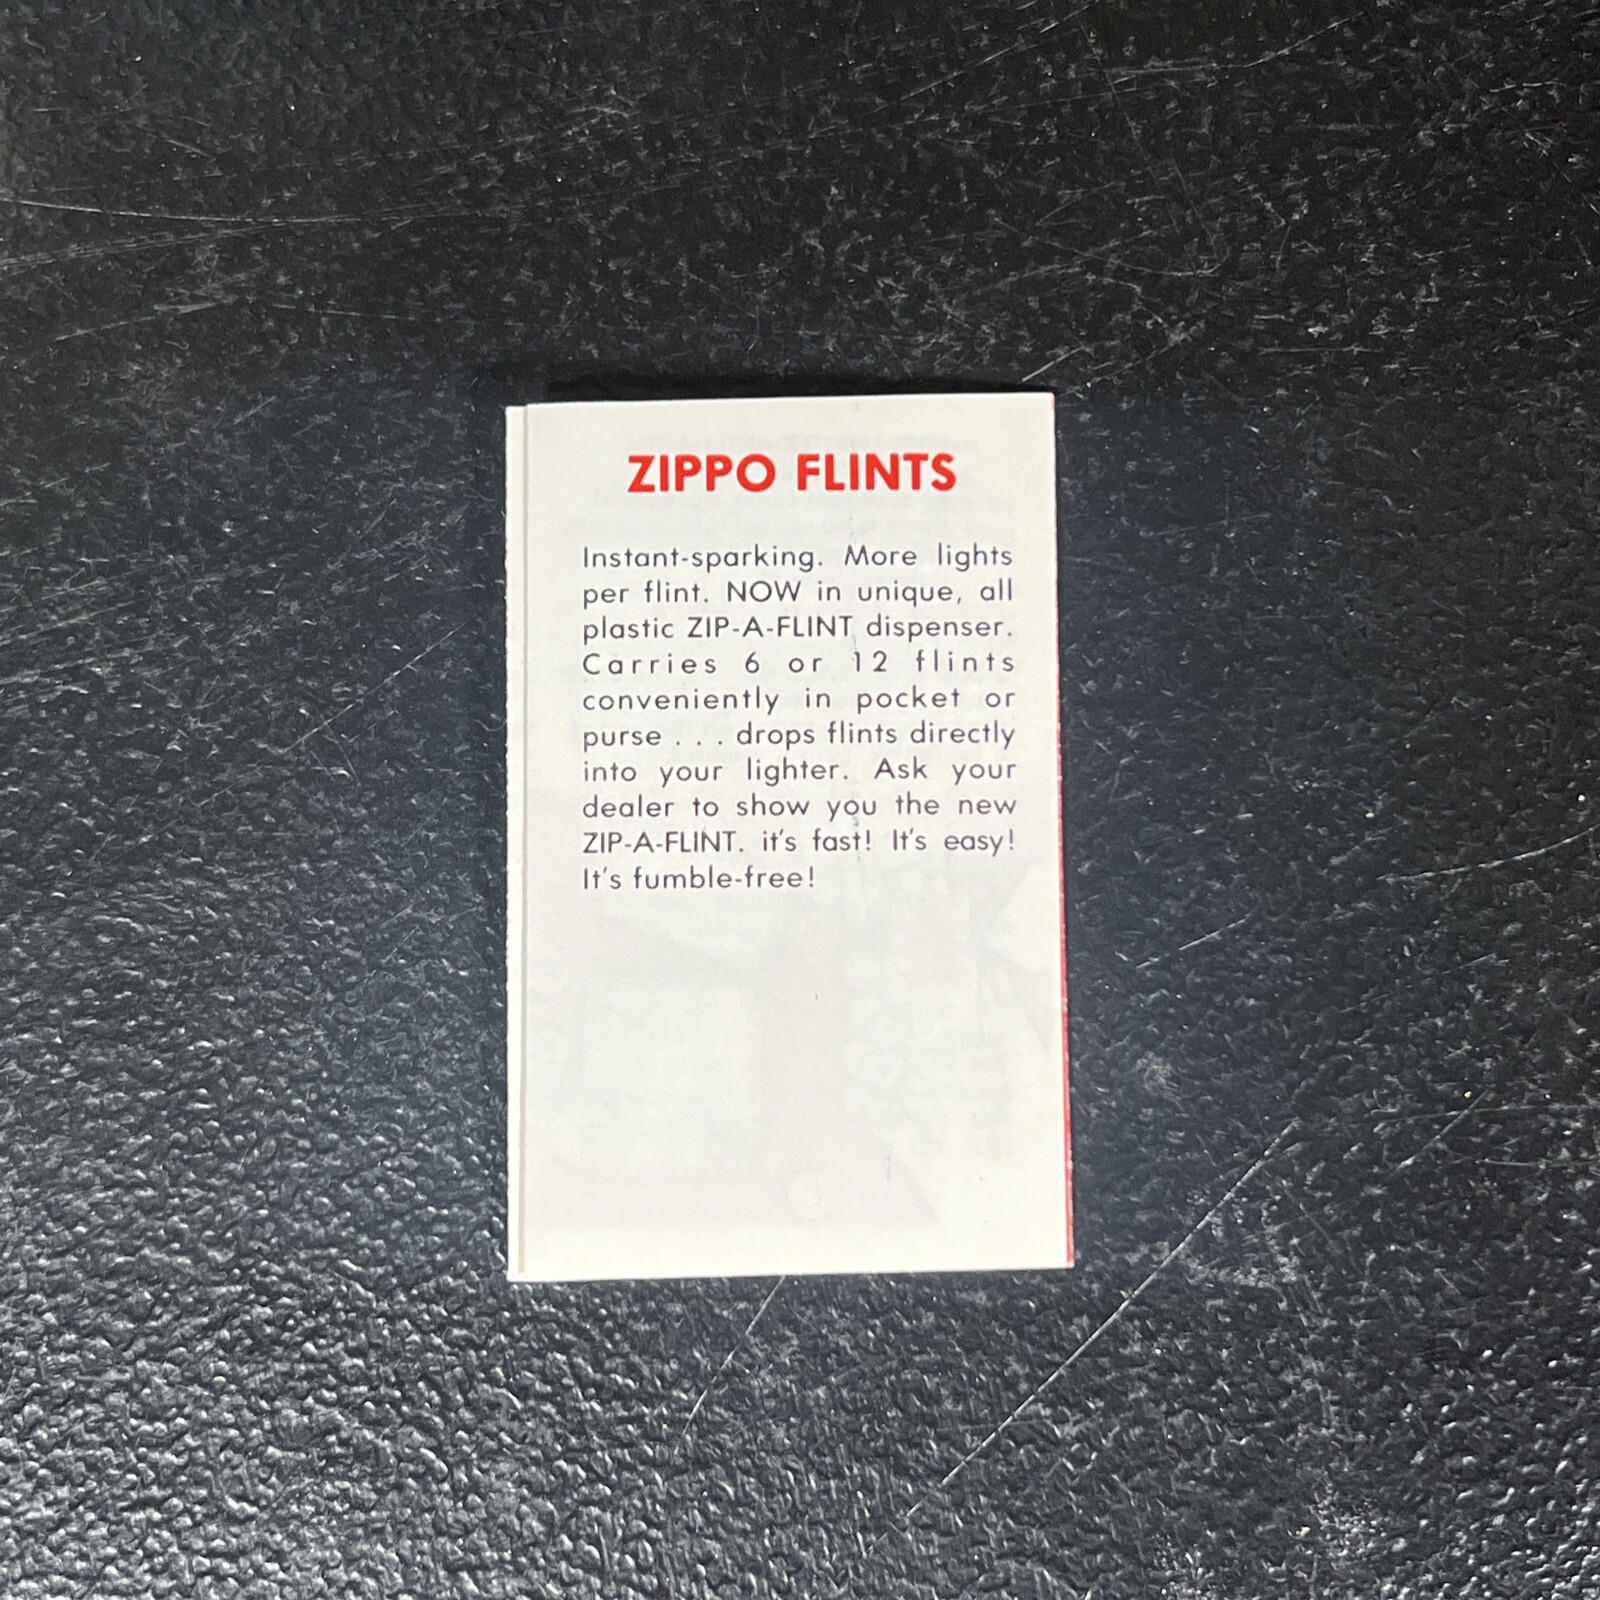 ZIPPO FLINTS
Instant-sparking. More lights
per flint. NOW in unique, all
plastic ZIP-A-FLINT dispenser.
Carries 6 or 12 flints
conveniently in pocket or
purse . . . drops flints directly
into your lighter. Ask your
dealer to show you the new
ZIP-A-FLINT. it's fast! It's easy!
It's fumble-free!